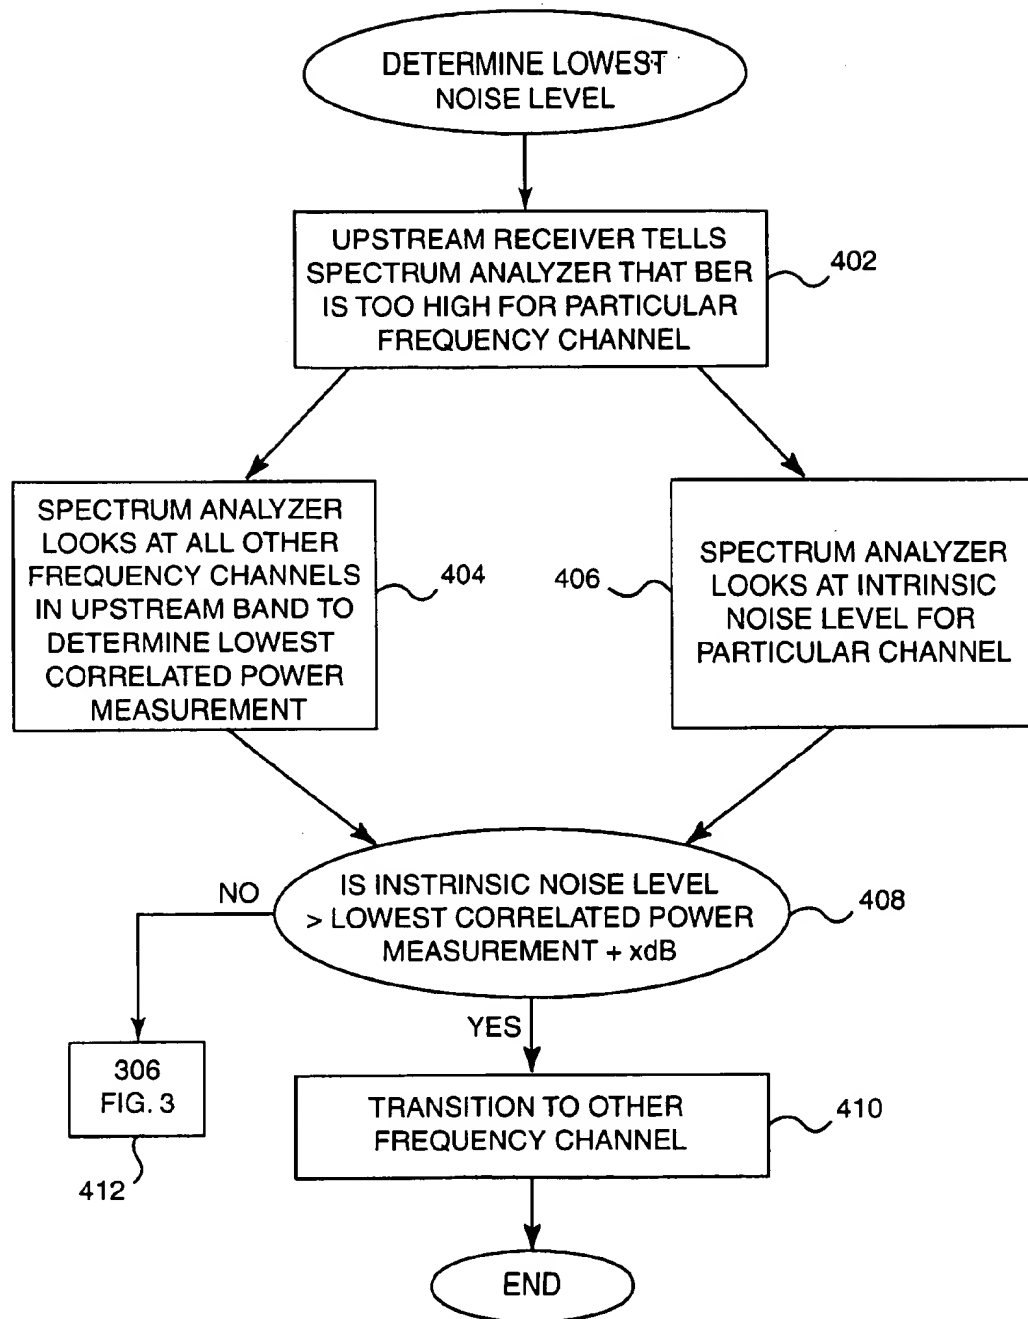 DETERMINE LOWEST
NOISE LEVEL
UPSTREAM RECEIVER TELLS
SPECTRUM ANALYZER THAT BER
IS TOO HIGH FOR PARTICULAR
FREQUENCY CHANNEL
402
SPECTRUM ANALYZER
LOOKS AT ALL OTHER
FREQUENCY CHANNELS
IN UPSTREAM BAND TO
DETERMINE LOWEST
CORRELATED POWER
MEASUREMENT
404
406
SPECTRUM ANALYZER
LOOKS AT INTRINSIC
NOISE LEVEL FOR
PARTICULAR CHANNEL
IS INSTRINSIC NOISE LEVEL
> LOWEST CORRELATED POWER
MEASUREMENT + xdB
408
NO
YES
306
FIG. 3
412
TRANSITION TO OTHER
FREQUENCY CHANNEL
410
END